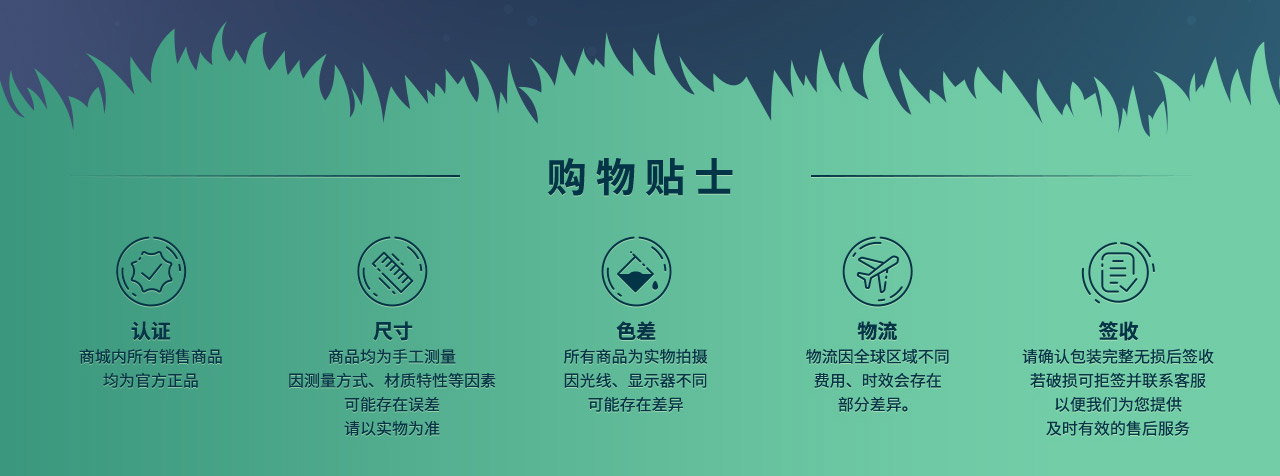 购物贴士
认证
商城内所有销售商品
均为官方正品
尺寸
商品均为手工测量
因测量方式、材质特性等因素
可能存在误差
请以实物为准
色差
所有商品为实物拍摄
因光线、显示器不同
可能存在差异
物流
物流因全球区域不同
费用、时效会存在
部分差异。
签收
请确认包装完整无损后签收
若破损可拒签并联系客服
以便我们为您提供
及时有效的售后服务